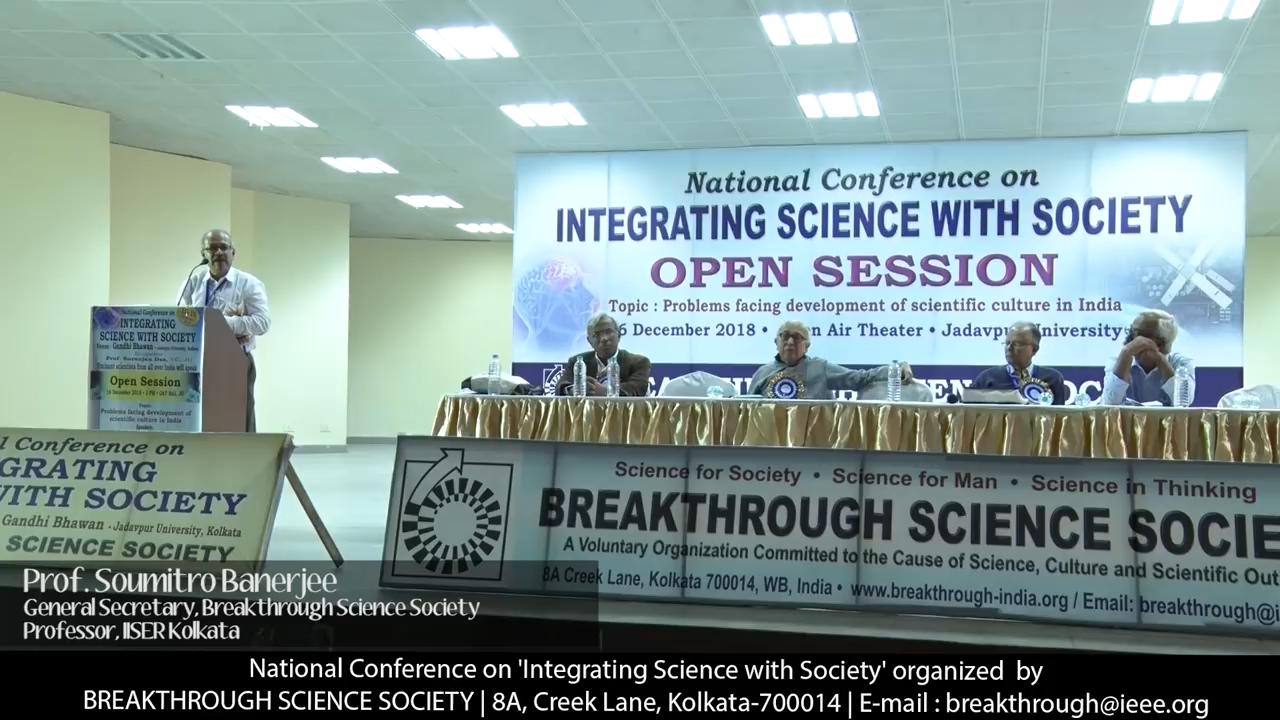 National Conference on
INTEGRATING SCIENCE WITH SOCIETY
OPEN SESSION
Topic : Problems facing development of scientific culture in India
6 December 2018 • n Air Theater • Jadavpur University
National Conference on
INTEGRATING
SCIENCE WITH SOCIETY
Gandhi Bhawan
Open Session
Topic:
Problems facing development of
scientific culture in India
Speakers:
l Conference on
GRATING
WITH SOCIETY
Gandhi Bhawan - Jadavpur University, Kolkata
SCIENCE SOCIETY
Science for Society • Science for Man • Science in Thinking
BREAKTHROUGH SCIENCE SOCIE
A Voluntary Organization Committed to the Cause of Science, Culture and Scientific Out
8A Creek Lane, Kolkata 700014, WB, India • www.breakthrough-india.org / Email: breakthrough@i
Prof. Soumitro Banerjee
General Secretary, Breakthrough Science Society
Professor, IISER Kolkata
National Conference on 'Integrating Science with Society' organized by
BREAKTHROUGH SCIENCE SOCIETY | 8A, Creek Lane, Kolkata-700014 | E-mail : breakthrough@ieee.org